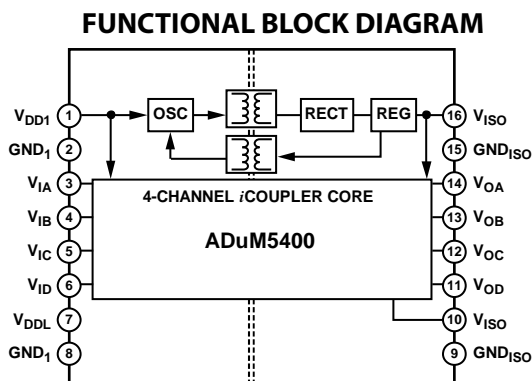 FUNCTIONAL BLOCK DIAGRAM
OSC
RECT
REG
V_DD1 1
16 V_ISO
GND_1 2
15 GND_ISO
V_IA 3
14 V_OA
4-CHANNEL iCOUPLER CORE
V_IB 4
13 V_OB
ADuM5400
V_IC 5
12 V_OC
V_ID 6
11 V_OD
V_DDL 7
10 V_ISO
GND_1 8
9 GND_ISO